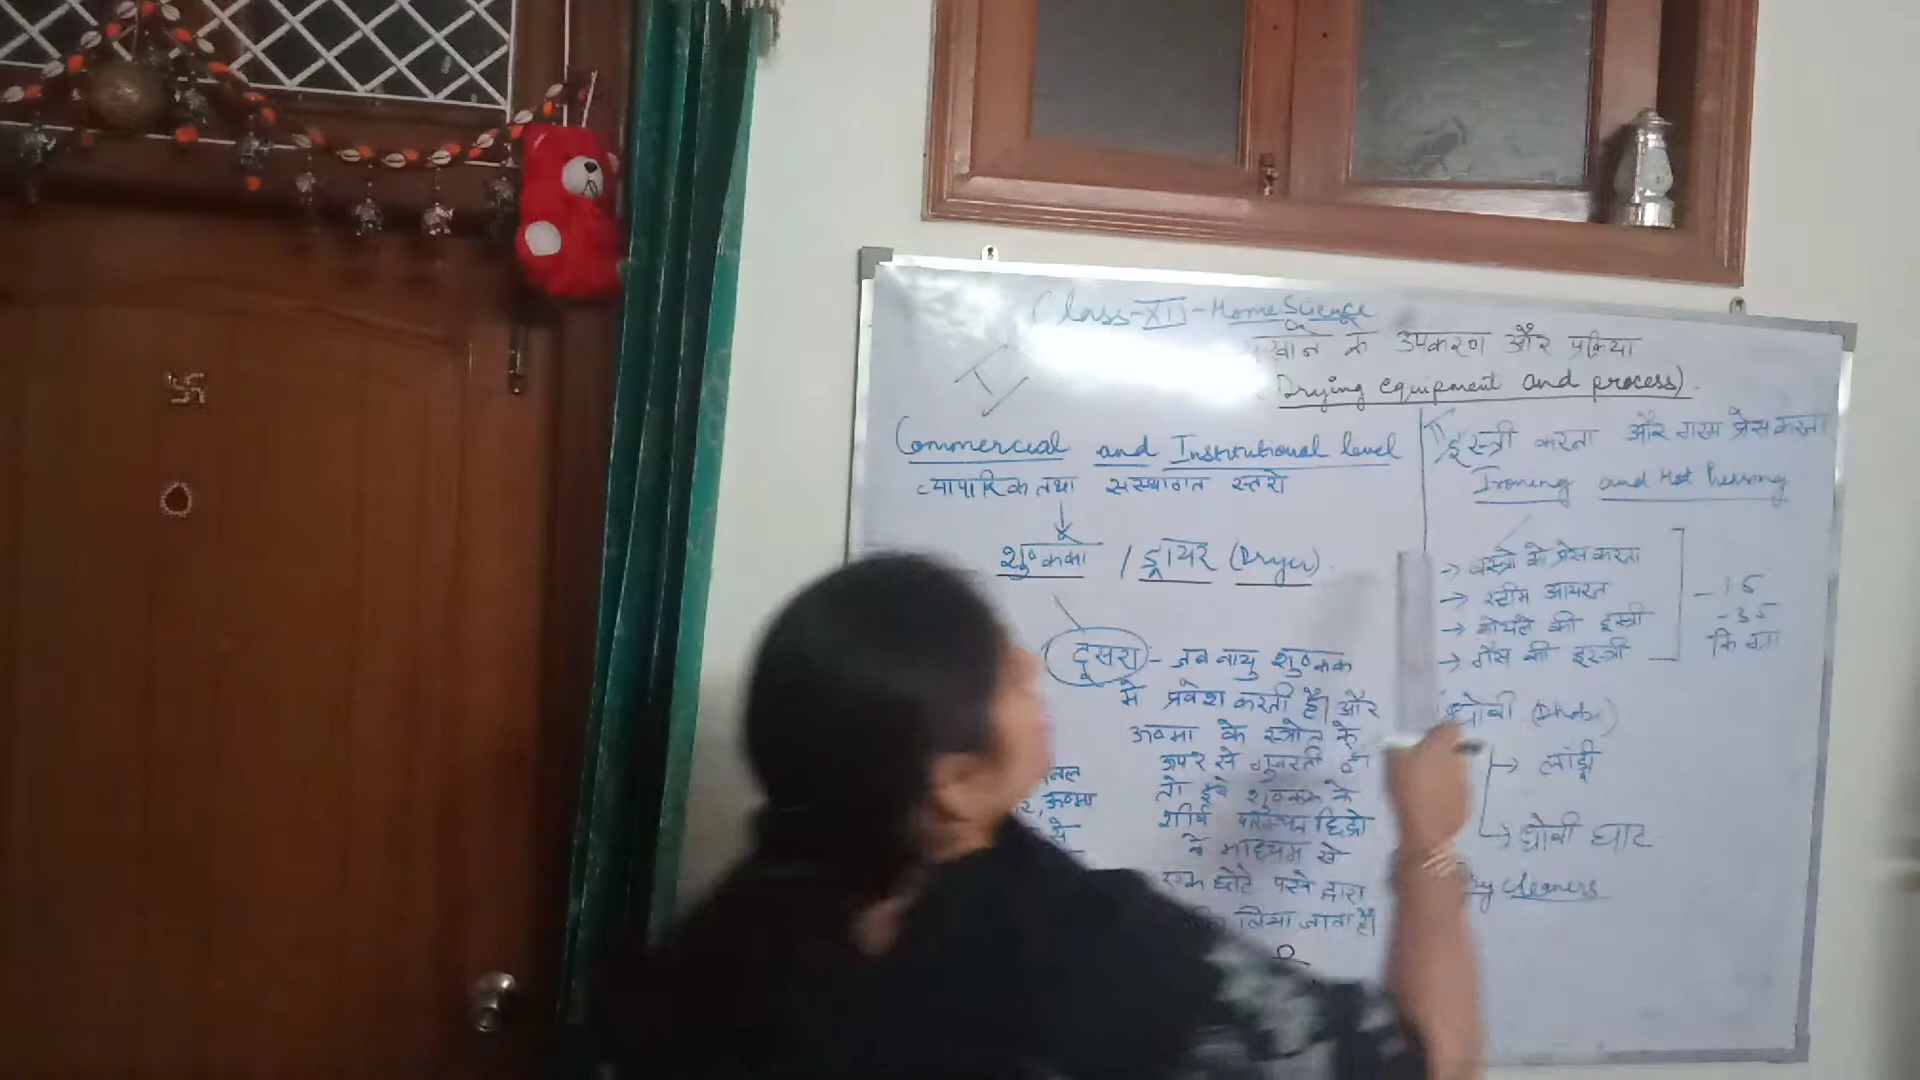 Class-XII-Home Science
के उपकरण और प्रक्रिया
Drying equipment and process).
Commercial and Institutional level
व्यापारिक तथा संस्थागत स्तरो
शुष्कका / ड्रायर (Dryer).
दूसरा - जब वायु शुष्कक
मे प्रवेश करती है। और
ऊष्मा के स्त्रोत के
ऊपर से गुजरती है
तो इसे शुष्कक के
शीर्ष छिद्रो
के माध्यम से
एक छोटे पंखे द्वारा
लिया जाता है।
ऊष्मा
से
इस्त्री करना और गरम प्रेस करना
Ironing and Hot Pressing
→ वस्त्रो को प्रेस करना
→ स्टीम आयरन
→ कोयले की इस्त्री
→ गैस की इस्त्री
- 15
- 35
कि ग्रा
धोबी (Dhobi)
→ लांड्री
→ धोबी घाट
cleaners